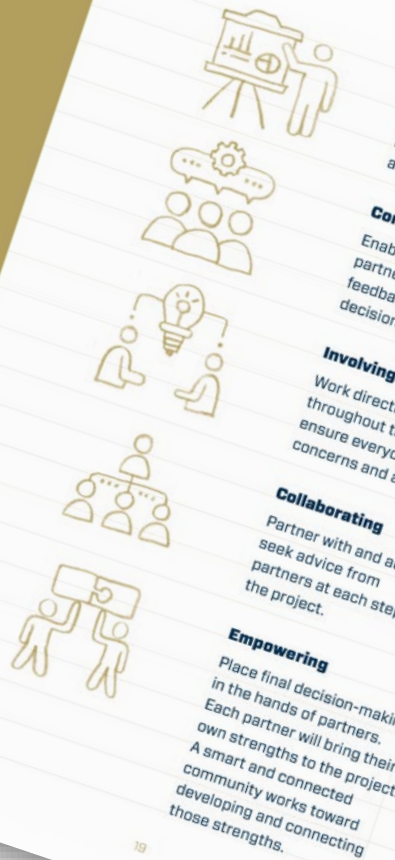 a
Co
Enab
partne
feedba
decision
Involving
Work direct
throughout t
ensure everyo
concerns and a
Collaborating
Partner with and a
seek advice from
partners at each step
the project.
Empowering
Place final decision-makin
in the hands of partners.
Each partner will bring their
own strengths to the project.
A smart and connected
community works toward
developing and connecting
those strengths.
19